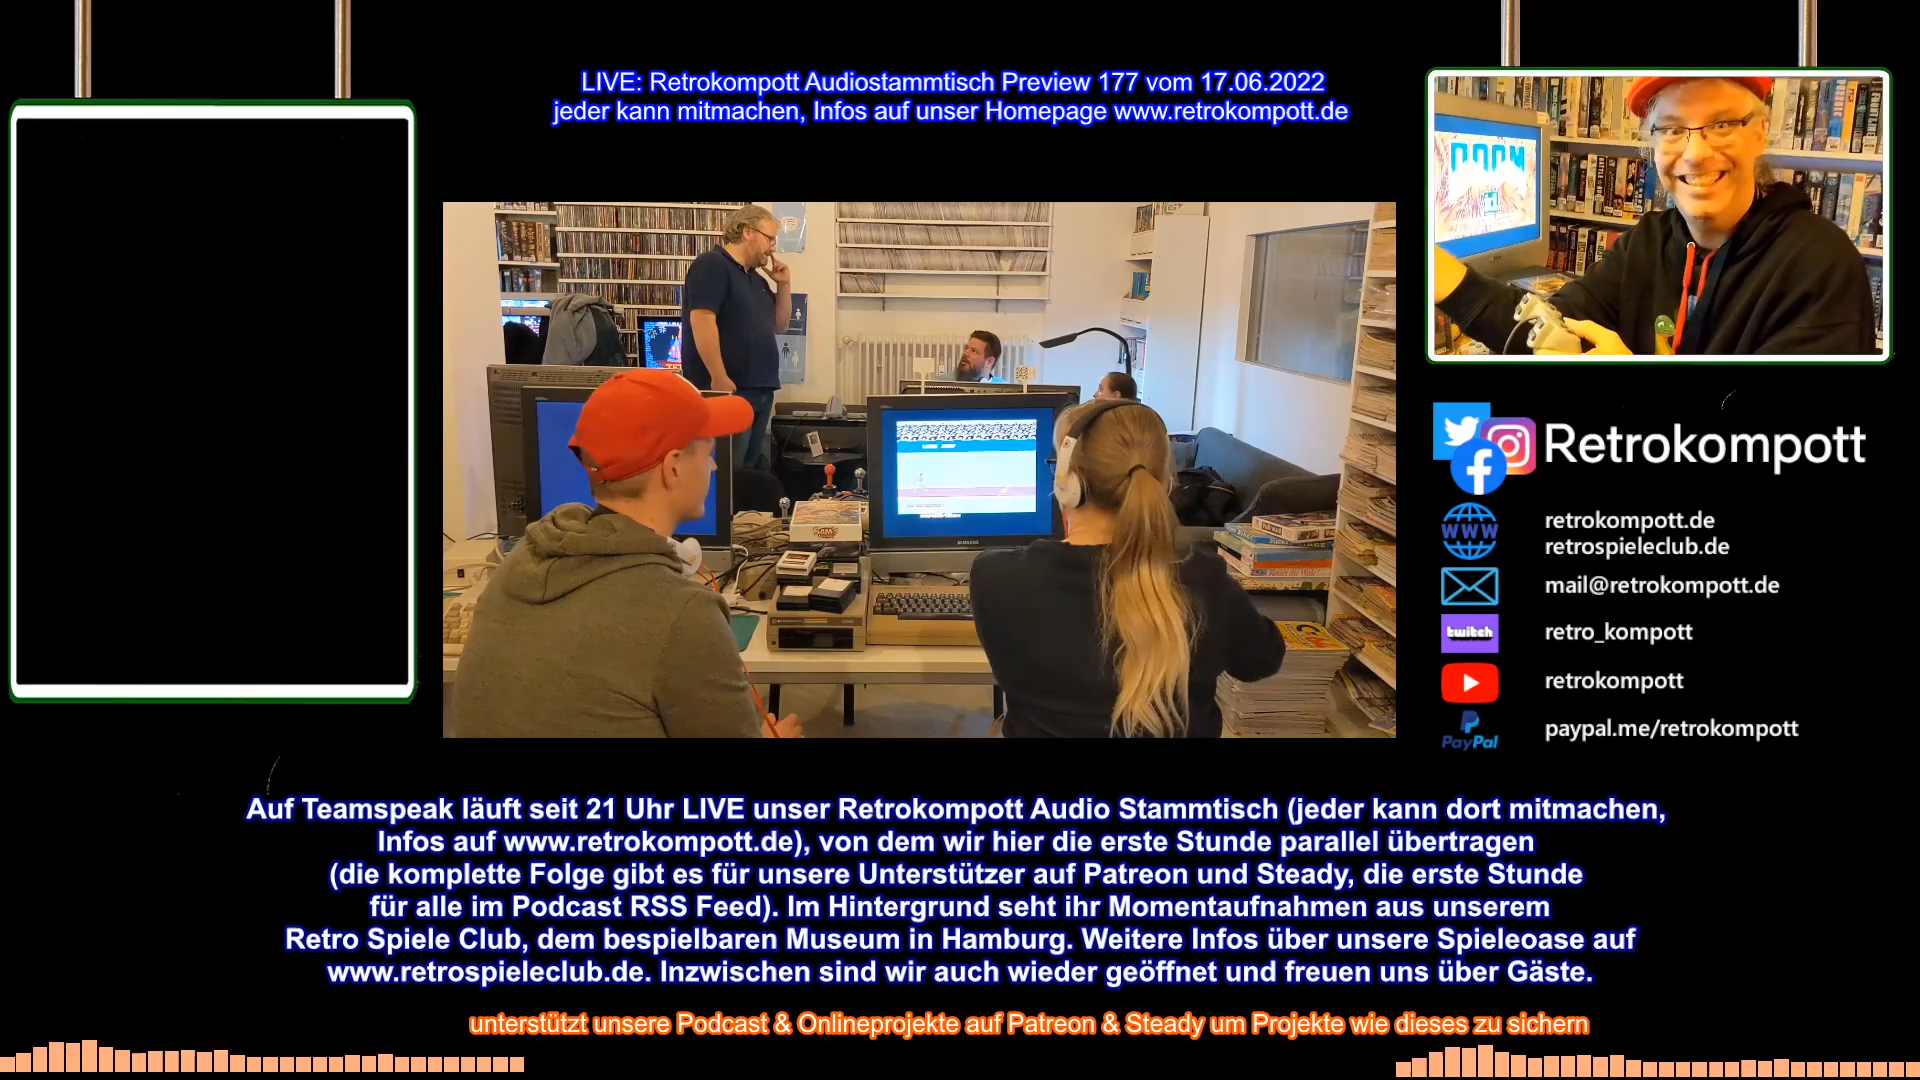 LIVE: Retrokompott Audiostammtisch Preview 177 vom 17.06.2022
jeder kann mitmachen, Infos auf unser Homepage www.retrokompott.de
DOOM
SAMSUNG
Retrokompott
WWW
retrokompott.de
retrospieleclub.de
mail@retrokompott.de
twitch
retro_kompott
retrokompott
PayPal
paypal.me/retrokompott
Auf Teamspeak läuft seit 21 Uhr LIVE unser Retrokompott Audio Stammtisch (jeder kann dort mitmachen,
Infos auf www.retrokompott.de), von dem wir hier die erste Stunde parallel übertragen
(die komplette Folge gibt es für unsere Unterstützer auf Patreon und Steady, die erste Stunde
für alle im Podcast RSS Feed). Im Hintergrund seht ihr Momentaufnahmen aus unserem
Retro Spiele Club, dem bespielbaren Museum in Hamburg. Weitere Infos über unsere Spieleoase auf
www.retrospieleclub.de. Inzwischen sind wir auch wieder geöffnet und freuen uns über Gäste.
unterstützt unsere Podcast & Onlineprojekte auf Patreon & Steady um Projekte wie dieses zu sichern